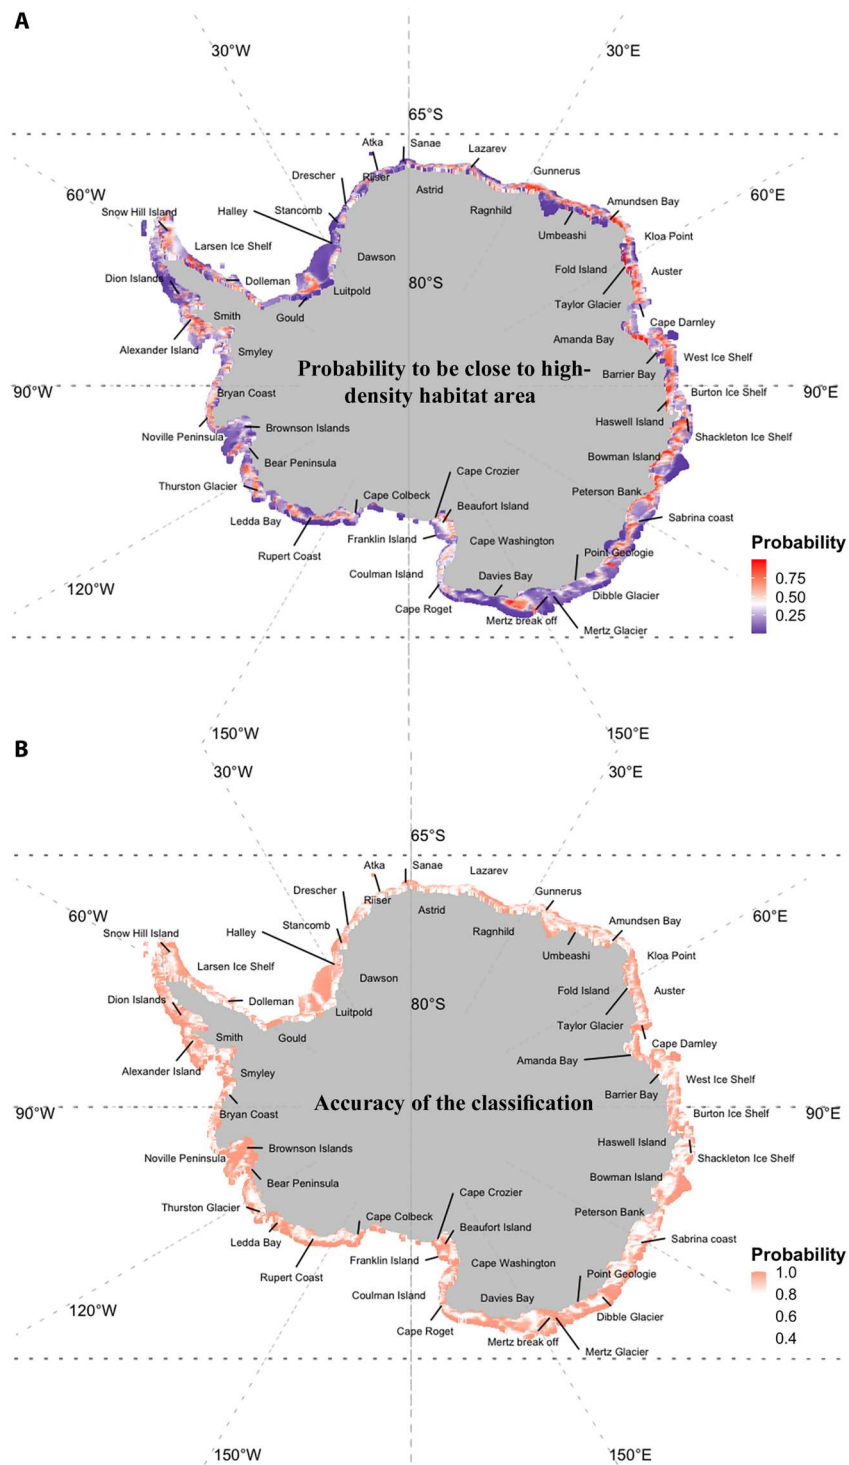 A
30°W
30°E
65°S
Atka
Sanae
Lazarev
Drescher
Riiser
Gunnerus
Astrid
60°W
60°E
Snow Hill Island
Halley
Stancomb
Ragnhild
Amundsen Bay
Umbeashi
Kloa Point
Larsen Ice Shelf
Dawson
Fold Island
Auster
Dion Islands
Dolleman
Luitpold
80°S
Taylor Glacier
Smith
Gould
Cape Darnley
Alexander Island
Smyley
Amanda Bay
West Ice Shelf
Probability to be close to high-
density habitat area
Barrier Bay
90°W
Bryan Coast
Burton Ice Shelf
90°E
Noville Peninsula
Brownson Islands
Haswell Island
Shackleton Ice Shelf
Bear Peninsula
Bowman Island
Thurston Glacier
Cape Colbeck
Cape Crozier
Peterson Bank
Ledda Bay
Beaufort Island
Sabrina coast
Rupert Coast
Franklin Island
Cape Washington
Point Geologie
Coulman Island
Davies Bay
120°W
Cape Roget
Dibble Glacier
Mertz break off
Mertz Glacier
Probability
0.75
0.50
0.25
150°W
150°E
B
30°W
30°E
65°S
Atka
Sanae
Lazarev
Drescher
Riiser
Gunnerus
Astrid
60°W
60°E
Snow Hill Island
Halley
Stancomb
Ragnhild
Amundsen Bay
Umbeashi
Kloa Point
Larsen Ice Shelf
Dawson
Fold Island
Auster
Dion Islands
Dolleman
Luitpold
80°S
Taylor Glacier
Smith
Gould
Cape Darnley
Alexander Island
Smyley
Amanda Bay
West Ice Shelf
Accuracy of the classification
Barrier Bay
90°W
Bryan Coast
Burton Ice Shelf
90°E
Noville Peninsula
Brownson Islands
Haswell Island
Shackleton Ice Shelf
Bear Peninsula
Bowman Island
Thurston Glacier
Cape Colbeck
Cape Crozier
Peterson Bank
Ledda Bay
Beaufort Island
Sabrina coast
Rupert Coast
Franklin Island
Cape Washington
Point Geologie
Coulman Island
Davies Bay
120°W
Cape Roget
Dibble Glacier
Mertz break off
Mertz Glacier
Probability
1.0
0.8
0.6
0.4
150°W
150°E